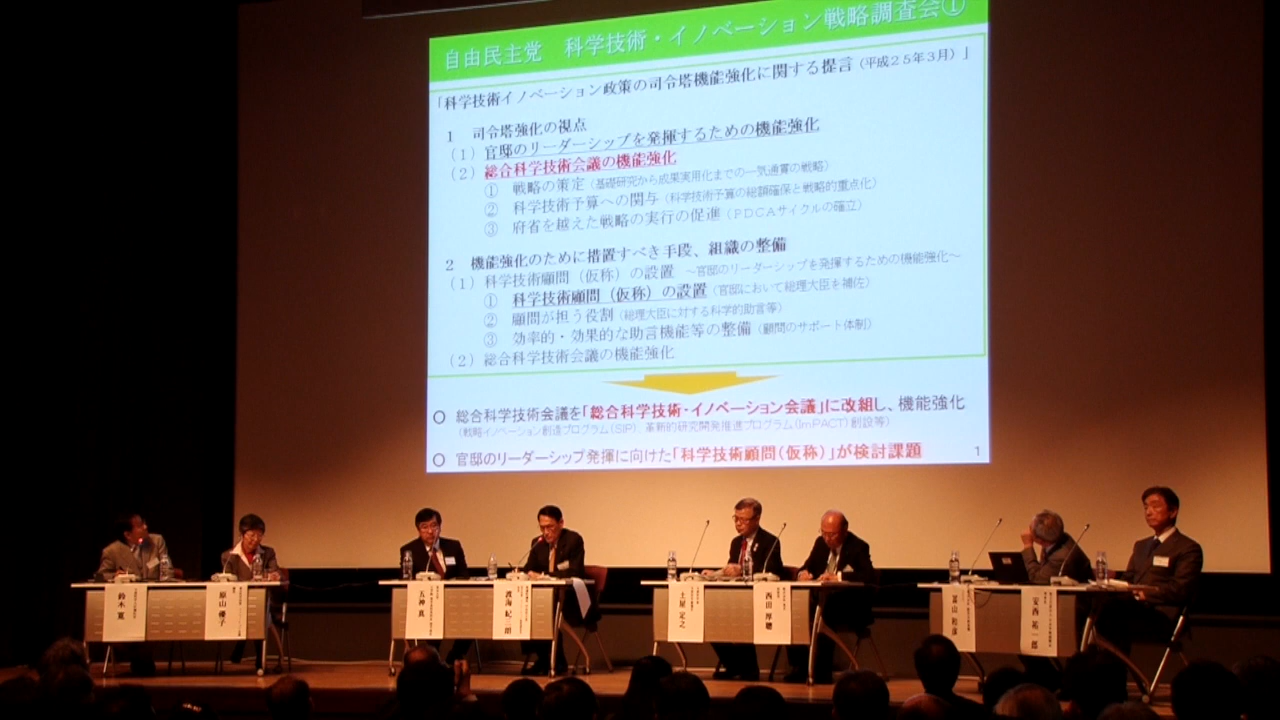 自由民主党　科学技術・イノベーション戦略調査会①
「科学技術イノベーション政策の司令塔機能強化に関する提言（平成２５年３月）」
１　司令塔強化の視点
（１）官邸のリーダーシップを発揮するための機能強化
（２）総合科学技術会議の機能強化
①　戦略の策定（基礎研究から成果実用化までの一気通貫の戦略）
②　科学技術予算への関与（科学技術予算の総額確保と戦略的重点化）
③　府省を越えた戦略の実行の促進（ＰＤＣＡサイクルの確立）
２　機能強化のために措置すべき手段、組織の整備
（１）科学技術顧問（仮称）の設置　～官邸のリーダーシップを発揮するための機能強化～
①　科学技術顧問（仮称）の設置（官邸において総理大臣を補佐）
②　顧問が担う役割（総理大臣に対する科学的助言等）
③　効率的・効果的な助言機能等の整備（顧問のサポート体制）
（２）総合科学技術会議の機能強化
○　総合科学技術会議を「総合科学技術・イノベーション会議」に改組し、機能強化
（戦略イノベーション創造プログラム（SIP）、革新的研究開発推進プログラム（ImPACT）創設等）
○　官邸のリーダーシップ発揮に向けた「科学技術顧問（仮称）」が検討課題
1
鈴木 寛
原山 優子
五神 真
渡海 紀三朗
土屋 定之
西田 厚聰
安西 祐一郎